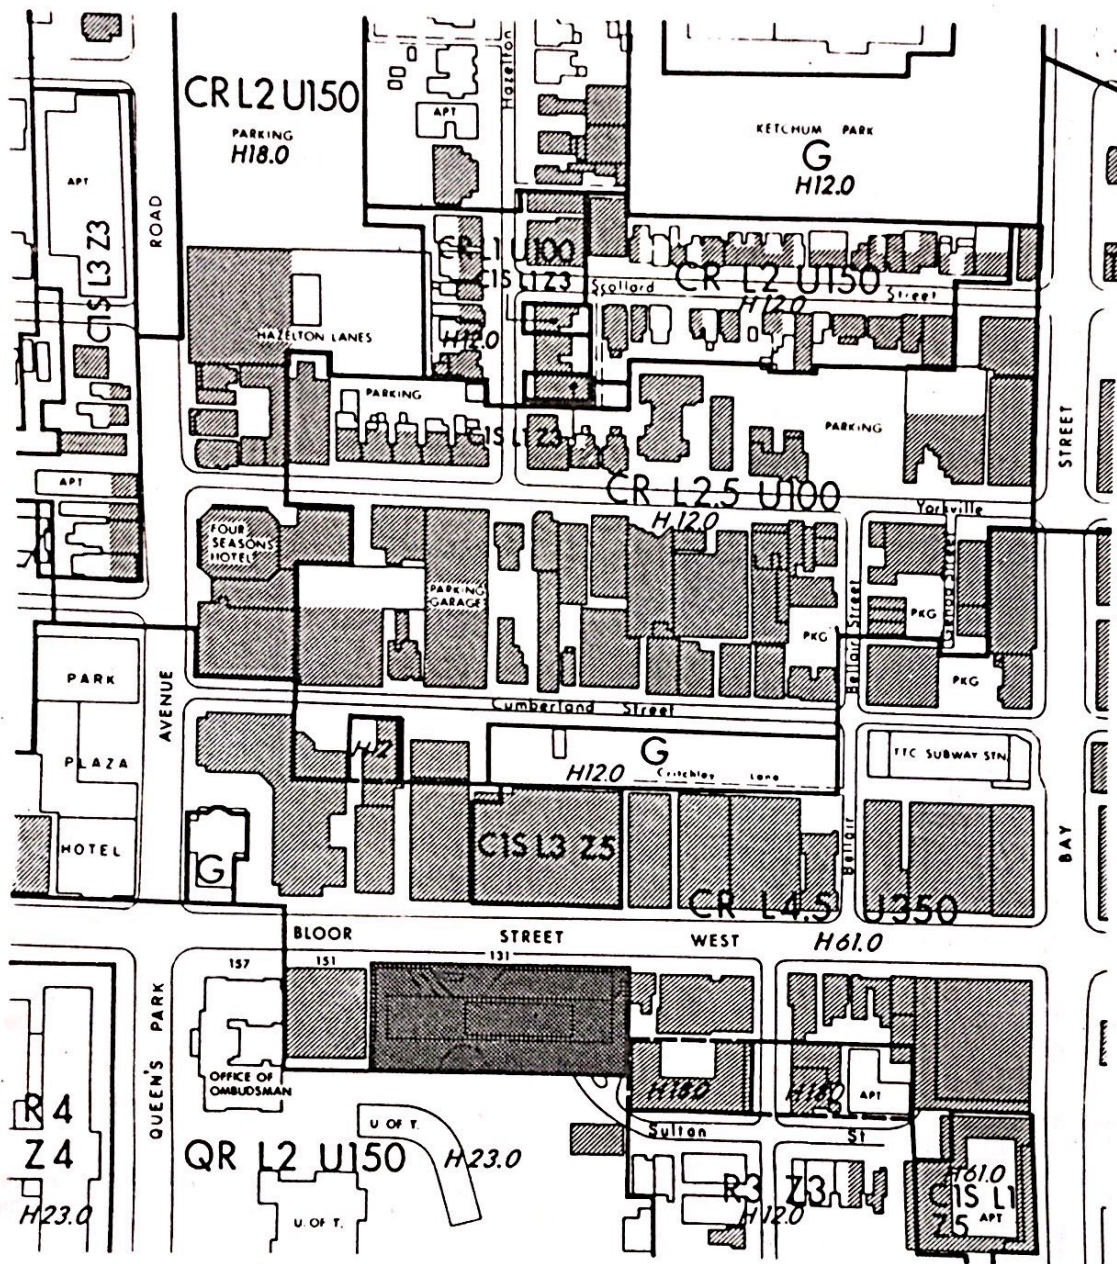 Hazelton
CR L2 U150
PARKING
H18.0
APT
KETCHUM PARK
G
H12.0
APT
ROAD
C1S L3 Z3
CR L1 U100
C1S L1 Z3
Scollard
CR L2 U150
Street
H12.0
HAZELTON LANES
H12.0
PARKING
C1S L1 Z3
PARKING
STREET
APT
CR L2.5 U100
H12.0
Yorkville
FOUR
SEASONS
HOTEL
PARKING
GARAGE
Bellair Street
Genoa Street
PKG
PKG
PKG
PARK
AVENUE
Cumberland Street
PLAZA
H12
G
H12.0
Critchley Lane
TTC SUBWAY STN.
HOTEL
G
C1S L3 Z5
Bellair
BAY
CR L4.5 U350
BLOOR STREET WEST
H61.0
157
151
131
QUEEN'S PARK
OFFICE OF
OMBUDSMAN
H18.0
H18.0
APT
R4
Z4
H23.0
U. OF T.
Sultan St
QR L2 U150
H23.0
U. OF T.
R3 Z3
H12.0
H61.0
C1S L1
Z5
APT